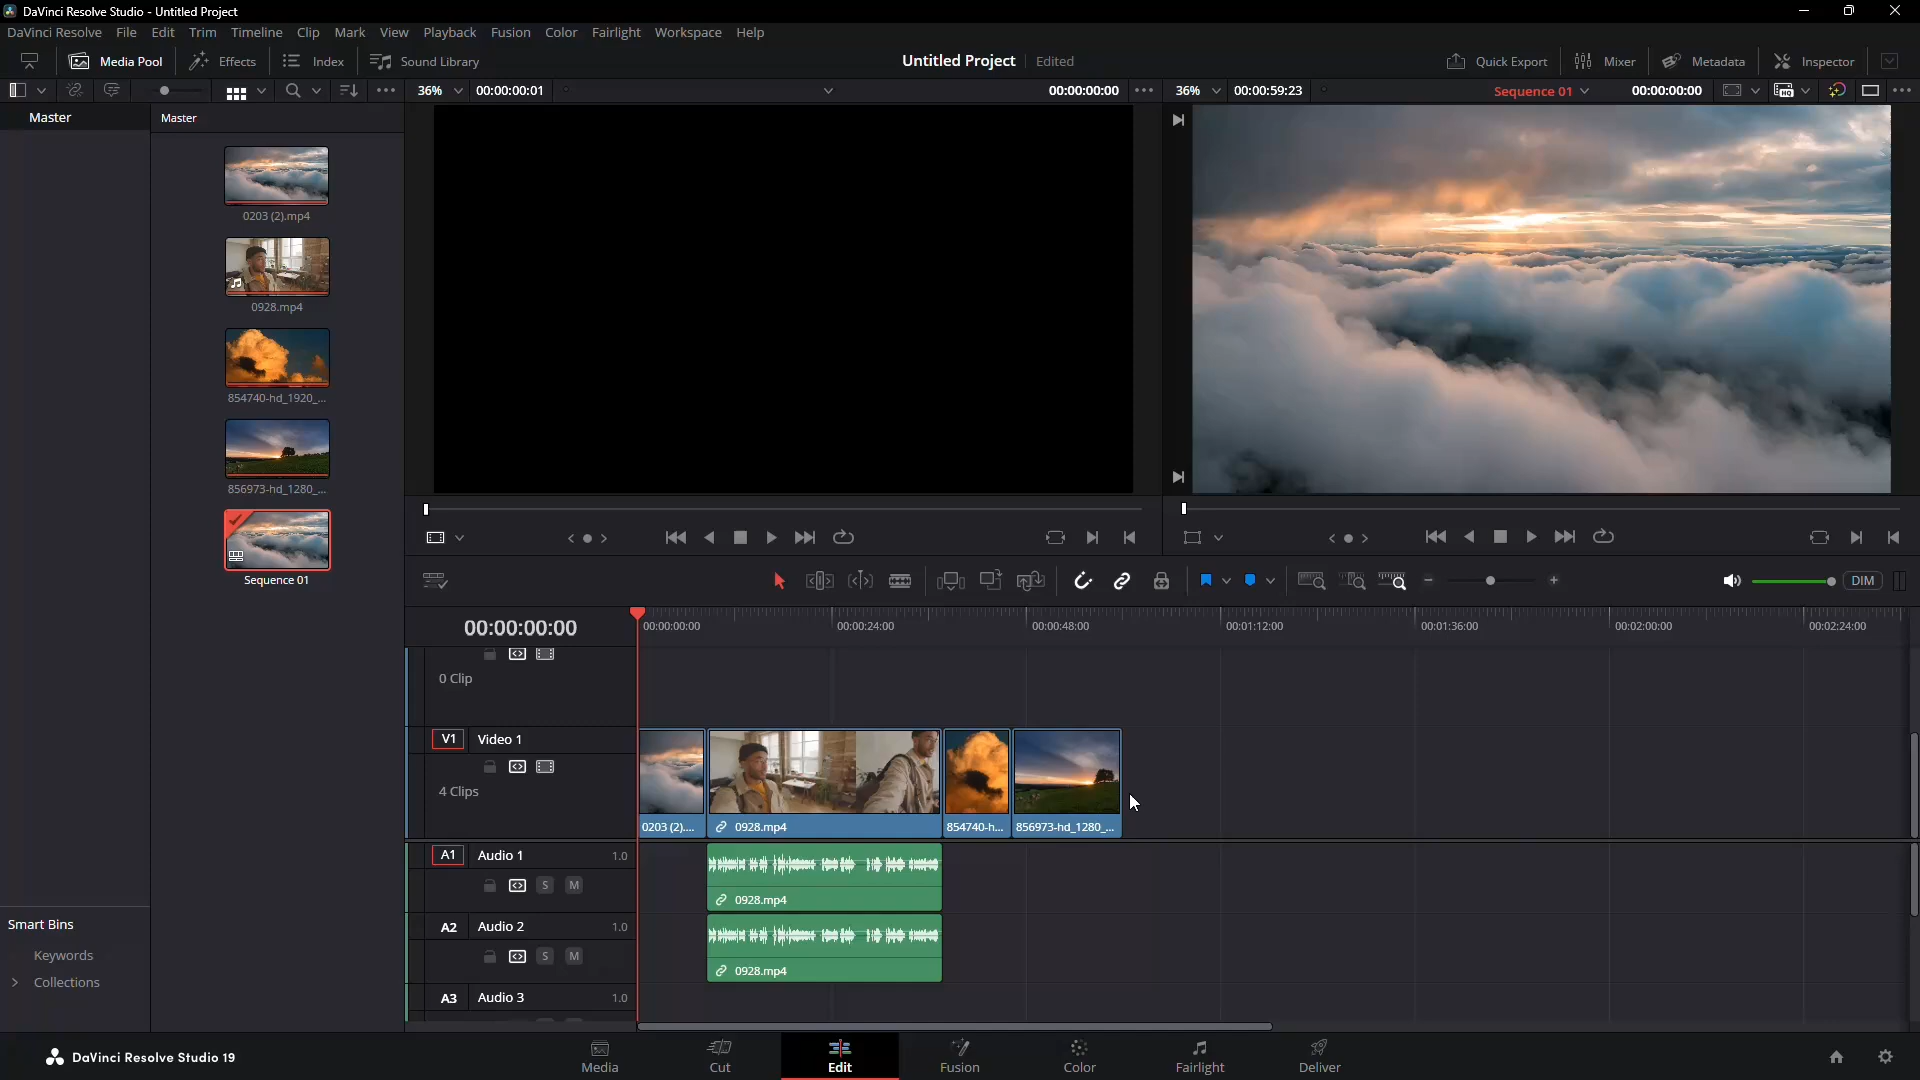 DaVinci Resolve Studio - Untitled Project
DaVinci Resolve File Edit Trim Timeline Clip Mark View Playback Fusion Color Fairlight Workspace Help
Media Pool Effects Index Sound Library Untitled Project Edited Quick Export Mixer Metadata Inspector
36% 00:00:00:01 00:00:00:00 36% 00:00:59:23 Sequence 01 00:00:00:00
Master Master
0203 (2).mp4
0928.mp4
854740-hd_1920_...
856973-hd_1280_...
Sequence 01
DIM
00:00:00:00 00:00:00:00 00:00:24:00 00:00:48:00 00:01:12:00 00:01:36:00 00:02:00:00 00:02:24:00
0 Clip
V1 Video 1
4 Clips
0203 (2).... 0928.mp4 854740-h... 856973-hd_1280_...
A1 Audio 1 1.0
S M
0928.mp4
A2 Audio 2 1.0
S M
0928.mp4
A3 Audio 3 1.0
Smart Bins
Keywords
Collections
DaVinci Resolve Studio 19
Media Cut Edit Fusion Color Fairlight Deliver